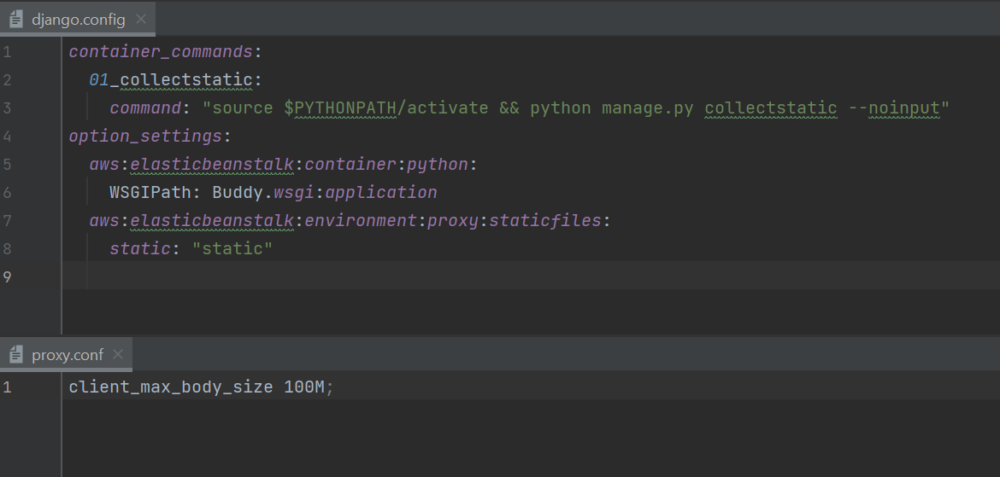 django.config
1 container_commands:
2 01_collectstatic:
3 command: "source $PYTHONPATH/activate && python manage.py collectstatic --noinput"
4 option_settings:
5 aws:elasticbeanstalk:container:python:
6 WSGIPath: Buddy.wsgi:application
7 aws:elasticbeanstalk:environment:proxy:staticfiles:
8 static: "static"
9
proxy.conf
1 client_max_body_size 100M;